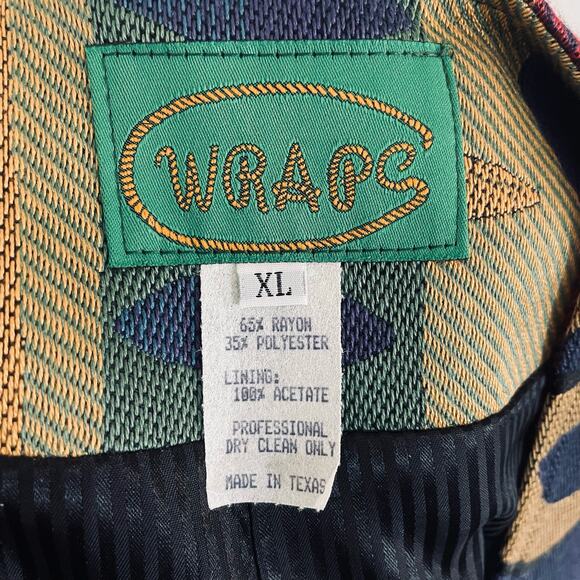 WRAPS
XL
65% RAYON
35% POLYESTER
LINING:
100% ACETATE
PROFESSIONAL
DRY CLEAN ONLY
MADE IN TEXAS